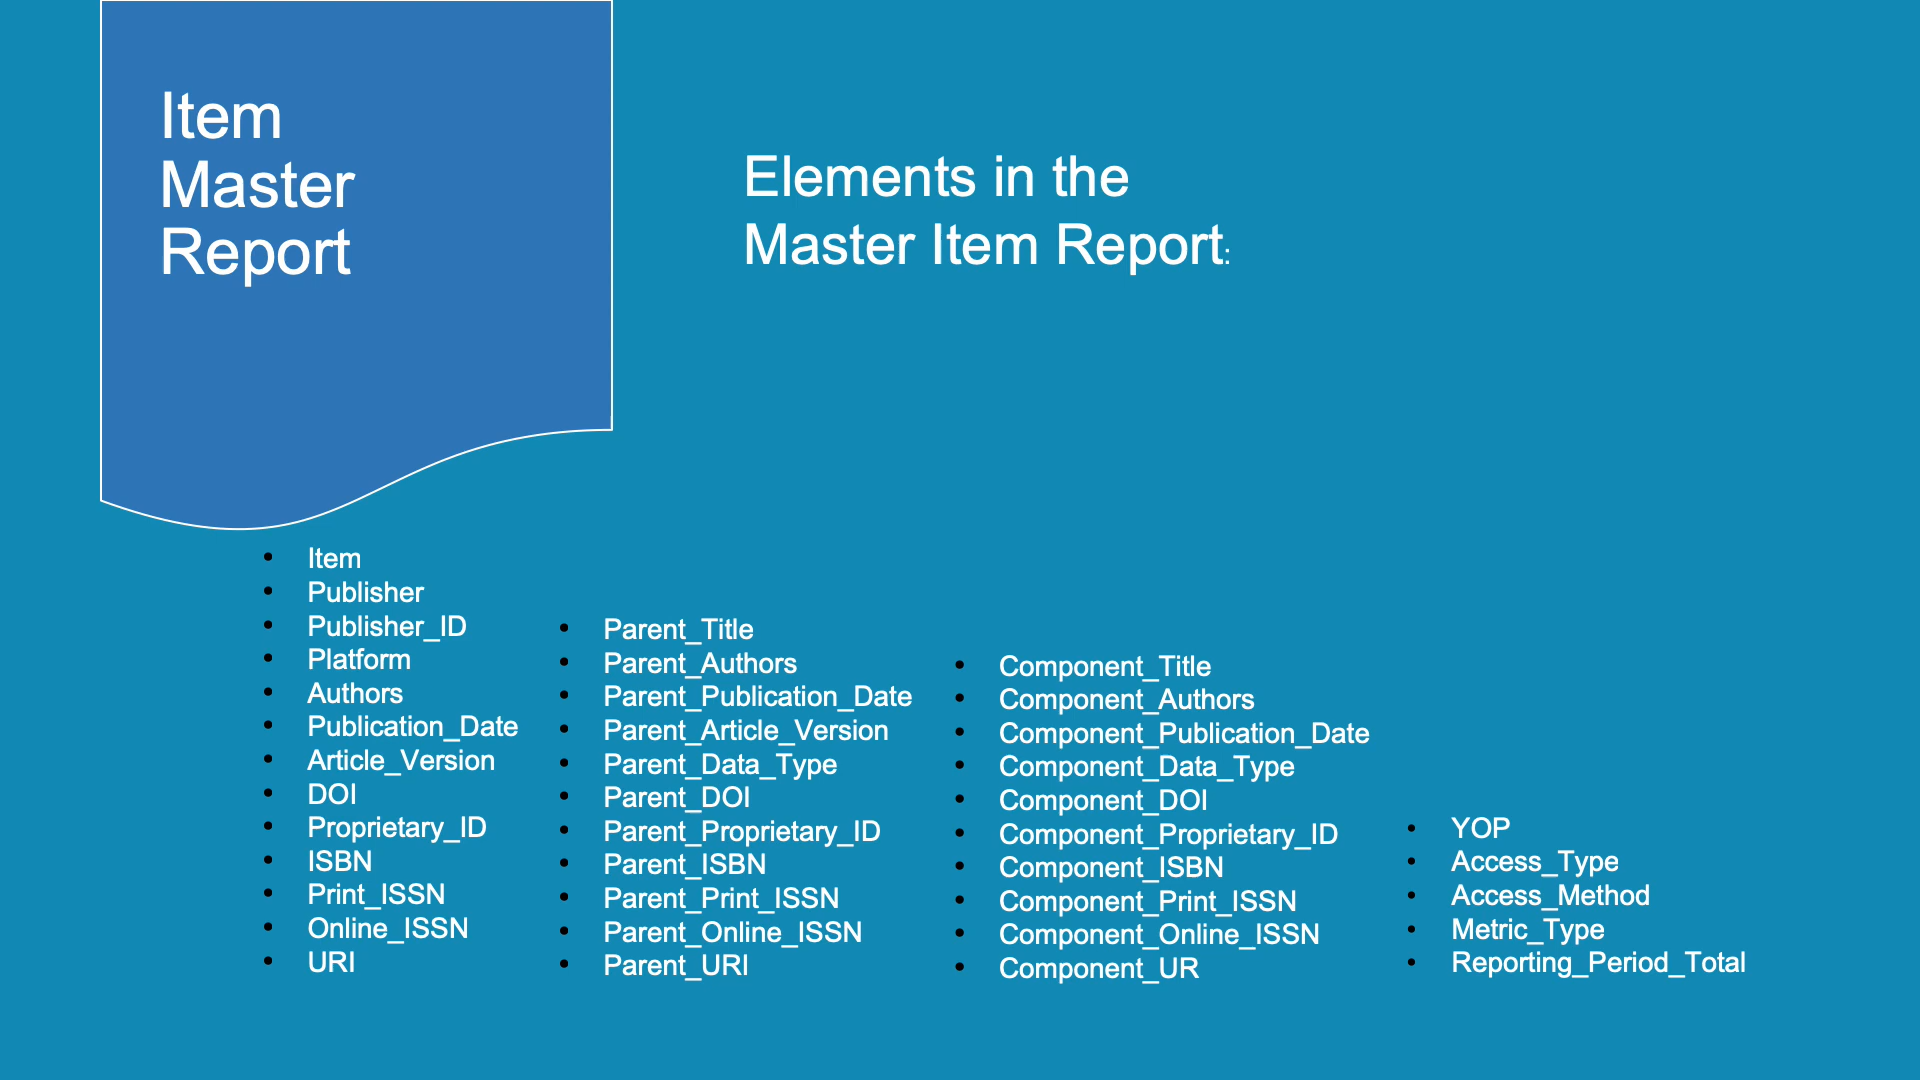 Item
Master
Report
Elements in the
Master Item Report:
• Item
• Publisher
• Publisher_ID
• Platform
• Authors
• Publication_Date
• Article_Version
• DOI
• Proprietary_ID
• ISBN
• Print_ISSN
• Online_ISSN
• URI
• Parent_Title
• Parent_Authors
• Parent_Publication_Date
• Parent_Article_Version
• Parent_Data_Type
• Parent_DOI
• Parent_Proprietary_ID
• Parent_ISBN
• Parent_Print_ISSN
• Parent_Online_ISSN
• Parent_URI
• Component_Title
• Component_Authors
• Component_Publication_Date
• Component_Data_Type
• Component_DOI
• Component_Proprietary_ID
• Component_ISBN
• Component_Print_ISSN
• Component_Online_ISSN
• Component_UR
• YOP
• Access_Type
• Access_Method
• Metric_Type
• Reporting_Period_Total